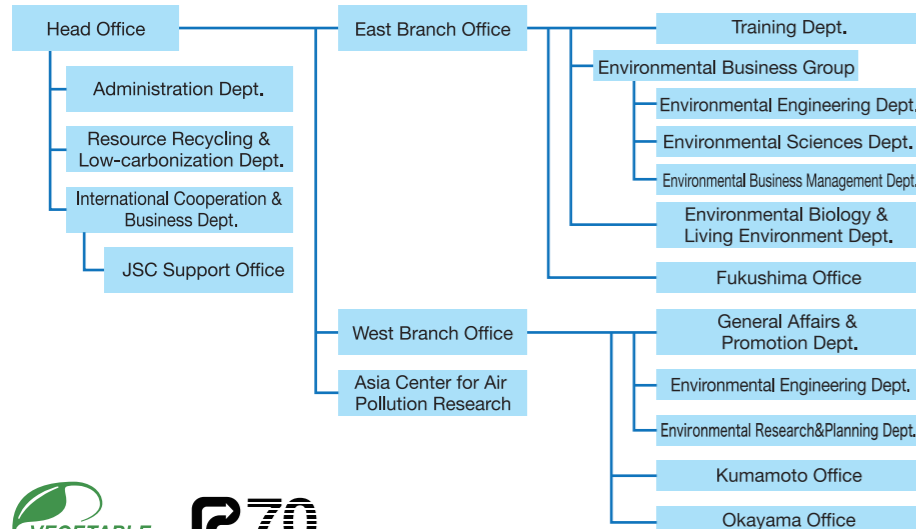 Head Office
Administration Dept.
Resource Recycling &
Low-carbonization Dept.
International Cooperation &
Business Dept.
JSC Support Office
East Branch Office
Training Dept.
Environmental Business Group
Environmental Engineering Dept.
Environmental Sciences Dept.
Environmental Business Management Dept.
Environmental Biology &
Living Environment Dept.
Fukushima Office
West Branch Office
General Affairs &
Promotion Dept.
Environmental Engineering Dept.
Environmental Research&Planning Dept.
Kumamoto Office
Okayama Office
Asia Center for Air
Pollution Research
VEGETABLE
70